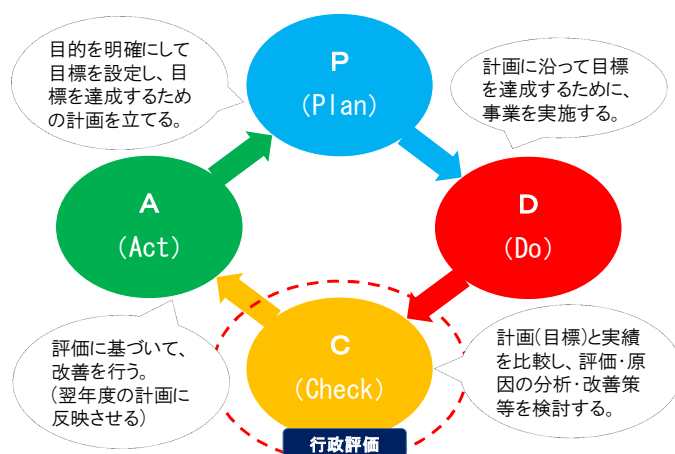 目的を明確にして
目標を設定し、目
標を達成するため
の計画を立てる。
P
(Plan)
計画に沿って目標
を達成するために、
事業を実施する。
A
(Act)
D
(Do)
評価に基づいて、
改善を行う。
(翌年度の計画に
反映させる)
C
(Check)
計画(目標)と実績
を比較し、評価・原
因の分析・改善策
等を検討する。
行政評価